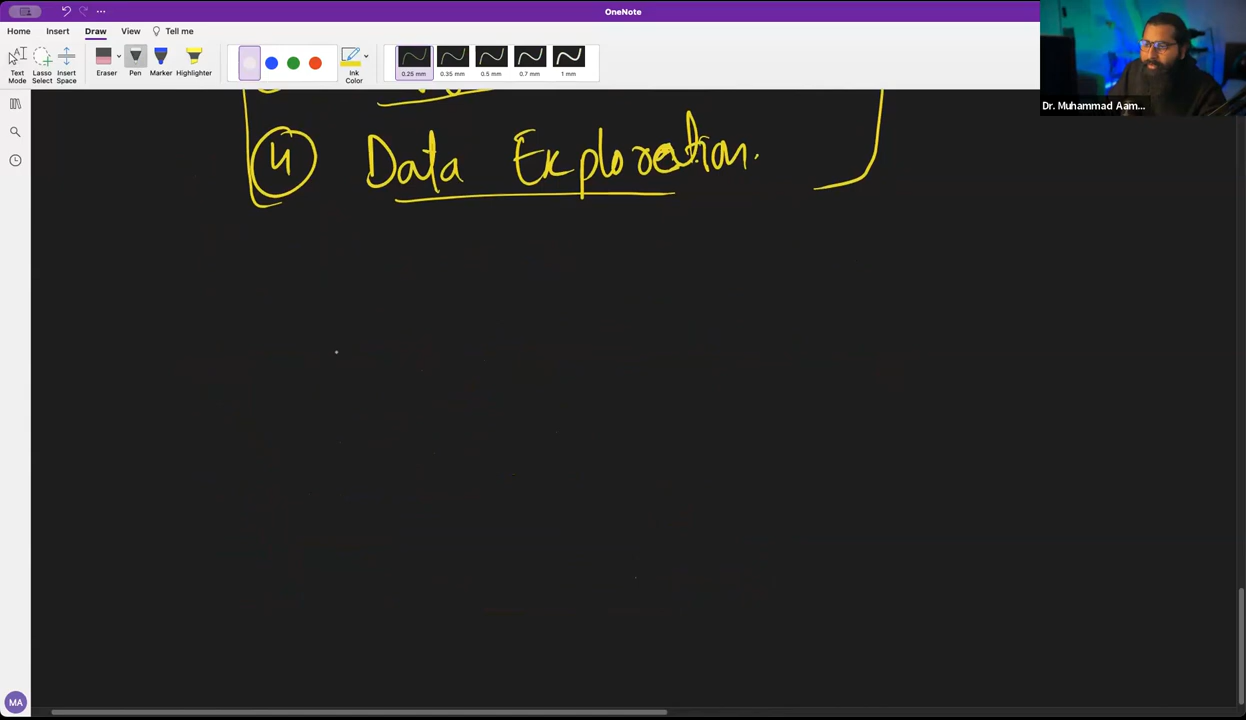 OneNote
Home Insert Draw View Tell me
Text Mode
Lasso Select
Insert Space
Eraser
Pen
Marker
Highlighter
Ink Color
0.25 mm
0.35 mm
0.5 mm
0.7 mm
1 mm
Dr. Muhammad Aam...
4 Data Exploration.
MA